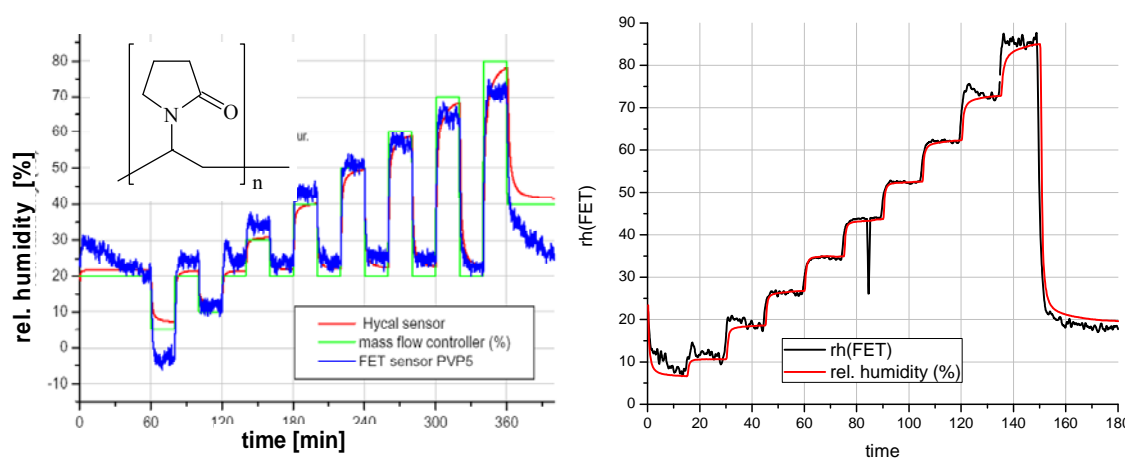 80
70
60
50
40
30
20
10
0
-10
rel. humidity [%]
N
O
n
ur.
Hycal sensor
mass flow controller (%)
FET sensor PVP5
0
60
120
180
240
300
360
time [min]
90
80
70
60
50
40
30
20
10
0
rh(FET)
rh(FET)
rel. humidity (%)
0
20
40
60
80
100
120
140
160
180
time